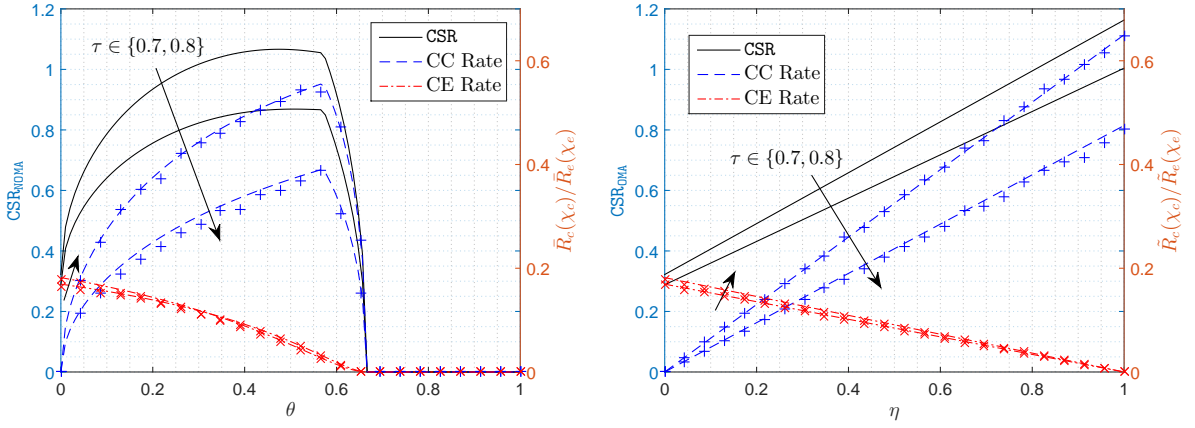 τ ∈ {0.7, 0.8}
CSR
CC Rate
CE Rate
1.2
1
0.8
0.6
0.4
0.2
0
CSR_NOMA
0.6
0.4
0.2
0
R̄_c(χ_c)/R̄_e(χ_e)
0 0.2 0.4 0.6 0.8 1
θ
CSR
CC Rate
CE Rate
τ ∈ {0.7, 0.8}
1.2
1
0.8
0.6
0.4
0.2
0
CSR_OMA
0.6
0.4
0.2
0
R̃_c(χ_c)/R̃_e(χ_e)
0 0.2 0.4 0.6 0.8 1
η